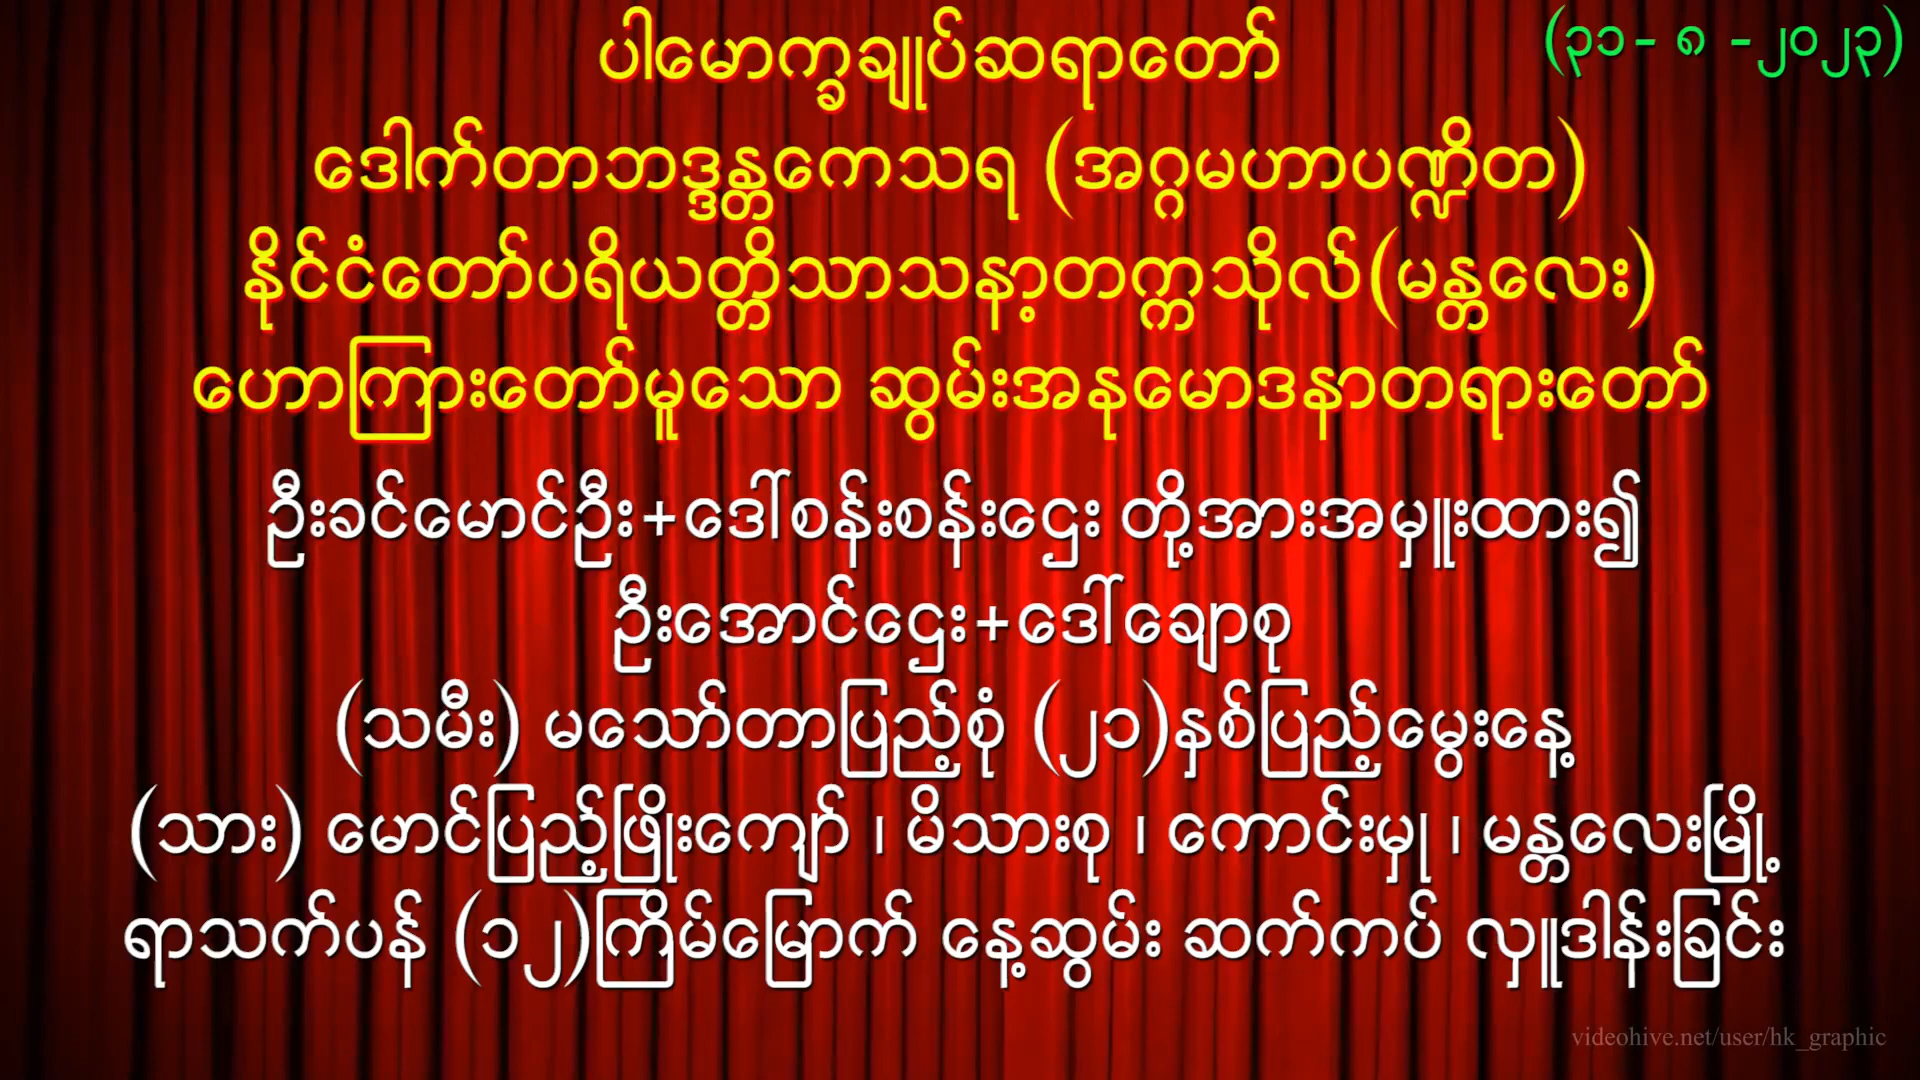 ပါမောက္ခချုပ်ဆရာတော်
(၃၁- ၈ -၂၀၂၃)
ဒေါက်တာဘဒ္ဒန္တကေသရ (အဂ္ဂမဟာပဏ္ဍိတ)
နိုင်ငံတော်ပရိယတ္တိသာသနာ့တက္ကသိုလ်(မန္တလေး)
ဟောကြားတော်မူသော ဆွမ်းအနုမောဒနာတရားတော်
ဦးခင်မောင်ဦး+ဒေါ်စန်းစန်းဌေး တို့အားအမှူးထား၍
ဦးအောင်ဌေး+ဒေါ်ချောစု
(သမီး) မသော်တာပြည့်စုံ (၂၁)နှစ်ပြည့်မွေးနေ့
(သား) မောင်ပြည့်ဖြိုးကျော် ၊ မိသားစု ၊ ကောင်းမှု ၊ မန္တလေးမြို့
ရာသက်ပန် (၁၂)ကြိမ်မြောက် နေ့ဆွမ်း ဆက်ကပ် လှူဒါန်းခြင်း
videohive.net/user/hk_graphic